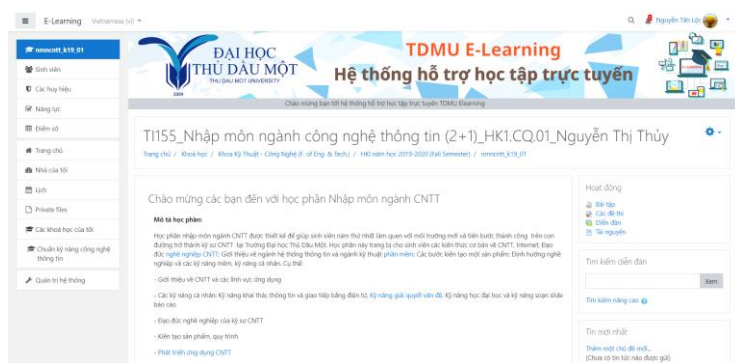 E-Learning Vietnamese (vi)
Nguyễn Tấn Lộc
nmncntt_k19_01
Sinh viên
Các huy hiệu
Năng lực
Điểm số
Trang chủ
Nhà của tôi
Lịch
Private files
Các khoá học của tôi
Chuẩn kỹ năng công nghệ
thông tin
Quản trị hệ thống
ĐẠI HỌC
THỦ DẦU MỘT
THU DAU MOT UNIVERSITY
2009
TDMU E-Learning
Hệ thống hỗ trợ học tập trực tuyến
Chào mừng bạn tới hệ thống hỗ trợ học tập trực tuyến TDMU Elearning
TI155_Nhập môn ngành công nghệ thông tin (2+1)_HK1.CQ.01_Nguyễn Thị Thủy
Trang chủ / Khoá học / Khoa Kỹ Thuật - Công Nghệ (F. of Eng. & Tech.) / HKI năm học 2019-2020 (Fall Semester) / nmncntt_k19_01
Chào mừng các bạn đến với học phần Nhập môn ngành CNTT
Mô tả học phần:
Học phần nhập môn ngành CNTT được thiết kế để giúp sinh viên năm thứ nhất làm quen với môi trường mới và tiến bước thành công trên con
đường trở thành kỹ sư CNTT tại Trường Đại học Thủ Dầu Một. Học phần này trang bị cho sinh viên các kiến thức cơ bản về CNTT, Internet; Đạo
đức nghề nghiệp CNTT; Giới thiệu về ngành hệ thống thông tin và ngành kỹ thuật phần mềm; Các bước kiến tạo một sản phẩm; Định hướng nghề
nghiệp và các kỹ năng mềm, kỹ năng cá nhân. Cụ thể:
- Giới thiệu về CNTT và các lĩnh vực ứng dụng
- Các kỹ năng cá nhân: Kỹ năng khai thác thông tin và giao tiếp bằng điện tử, Kỹ năng giải quyết vấn đề, Kỹ năng học đại học và kỹ năng soạn slide
báo cáo
- Đạo đức nghề nghiệp của kỹ sư CNTT
- Kiến tạo sản phẩm, quy trình
- Phát triển ứng dụng CNTT
Hoạt động
Bài tập
Các đề thi
Diễn đàn
Tài nguyên
Tìm kiếm diễn đàn
Xem
Tìm kiếm nâng cao
Tin mới nhất
Thêm một chủ đề mới...
(Chưa có tin tức nào được gửi)